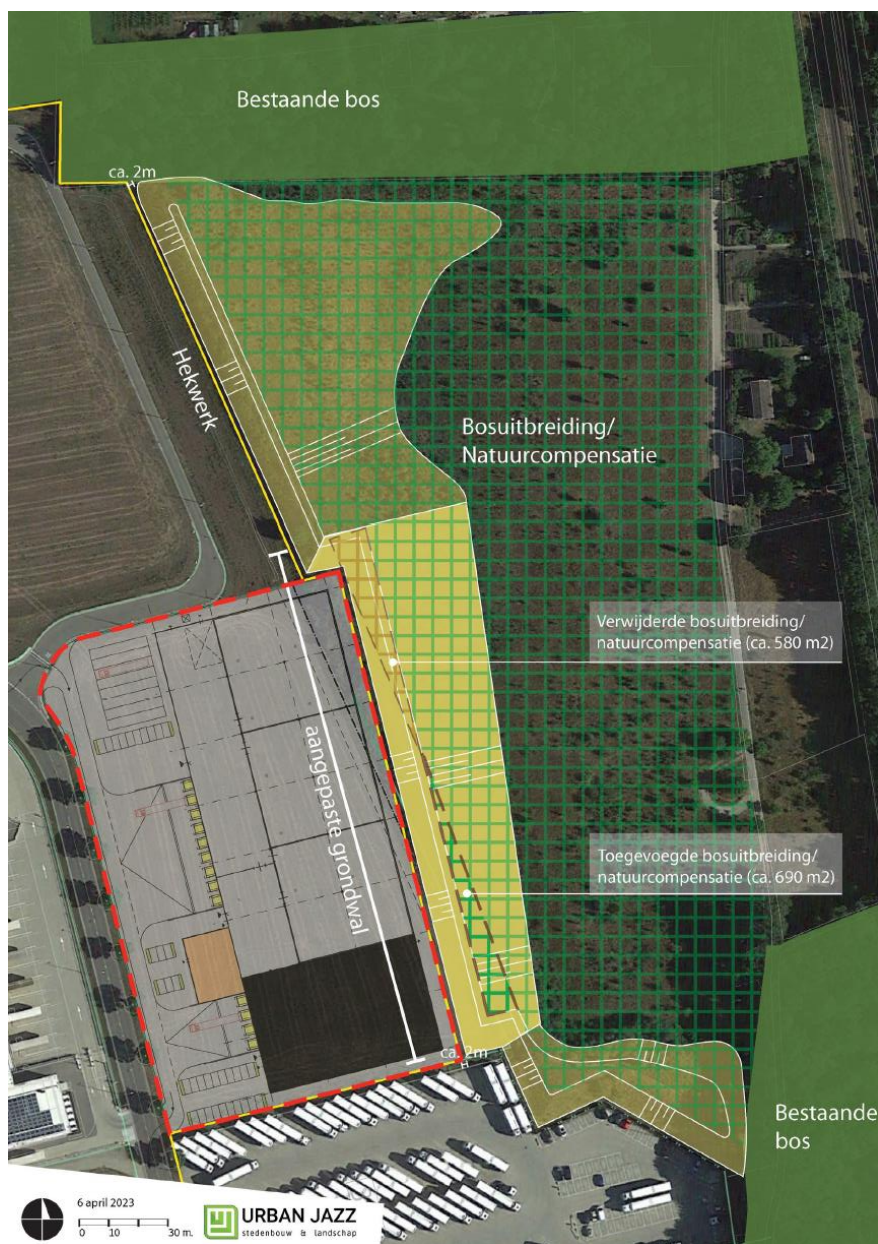 Bestaande bos
ca. 2m
Hekwerk
Bosuitbreiding/
Natuurcompensatie
Verwijderde bosuitbreiding/
natuurcompensatie (ca. 580 m2)
aangepaste grondwal
Toegevoegde bosuitbreiding/
natuurcompensatie (ca. 690 m2)
ca. 2m
Bestaande
bos
6 april 2023
0 10 30 m.
URBAN JAZZ
stedenbouw & landschap